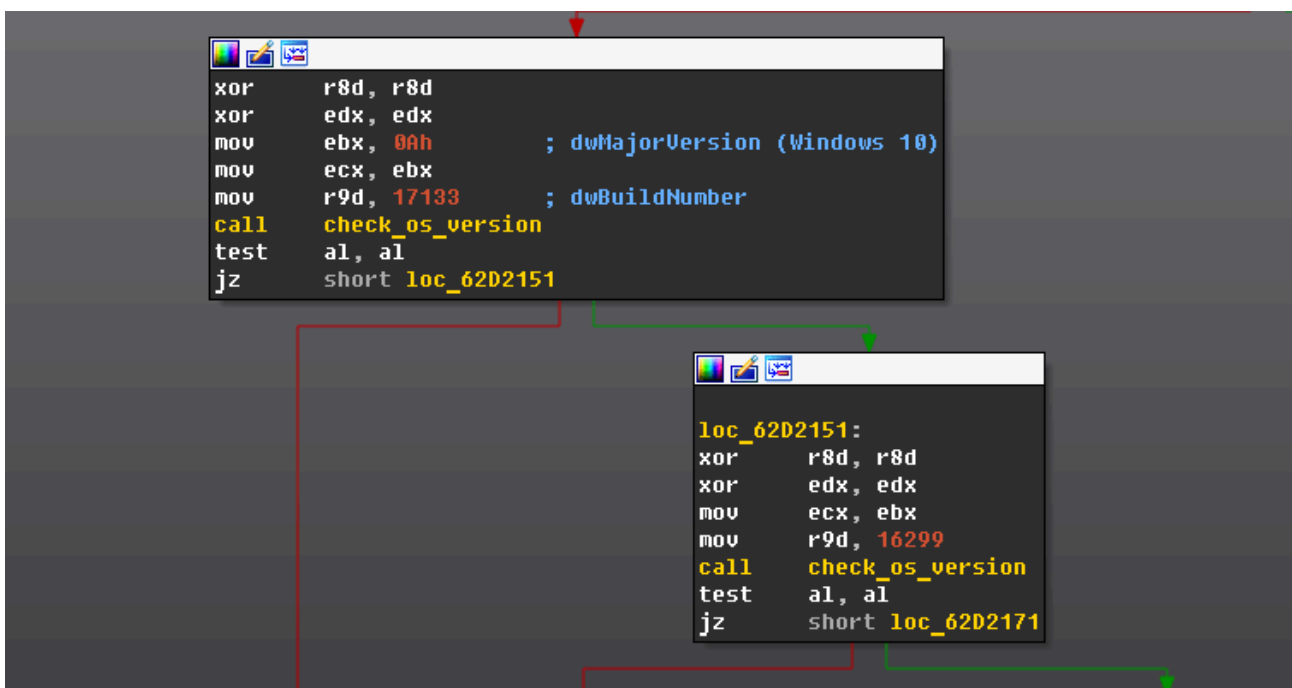 xor r8d, r8d
xor edx, edx
mov ebx, 0Ah ; dwMajorVersion (Windows 10)
mov ecx, ebx
mov r9d, 17133 ; dwBuildNumber
call check_os_version
test al, al
jz short loc_62D2151
loc_62D2151:
xor r8d, r8d
xor edx, edx
mov ecx, ebx
mov r9d, 16299
call check_os_version
test al, al
jz short loc_62D2171